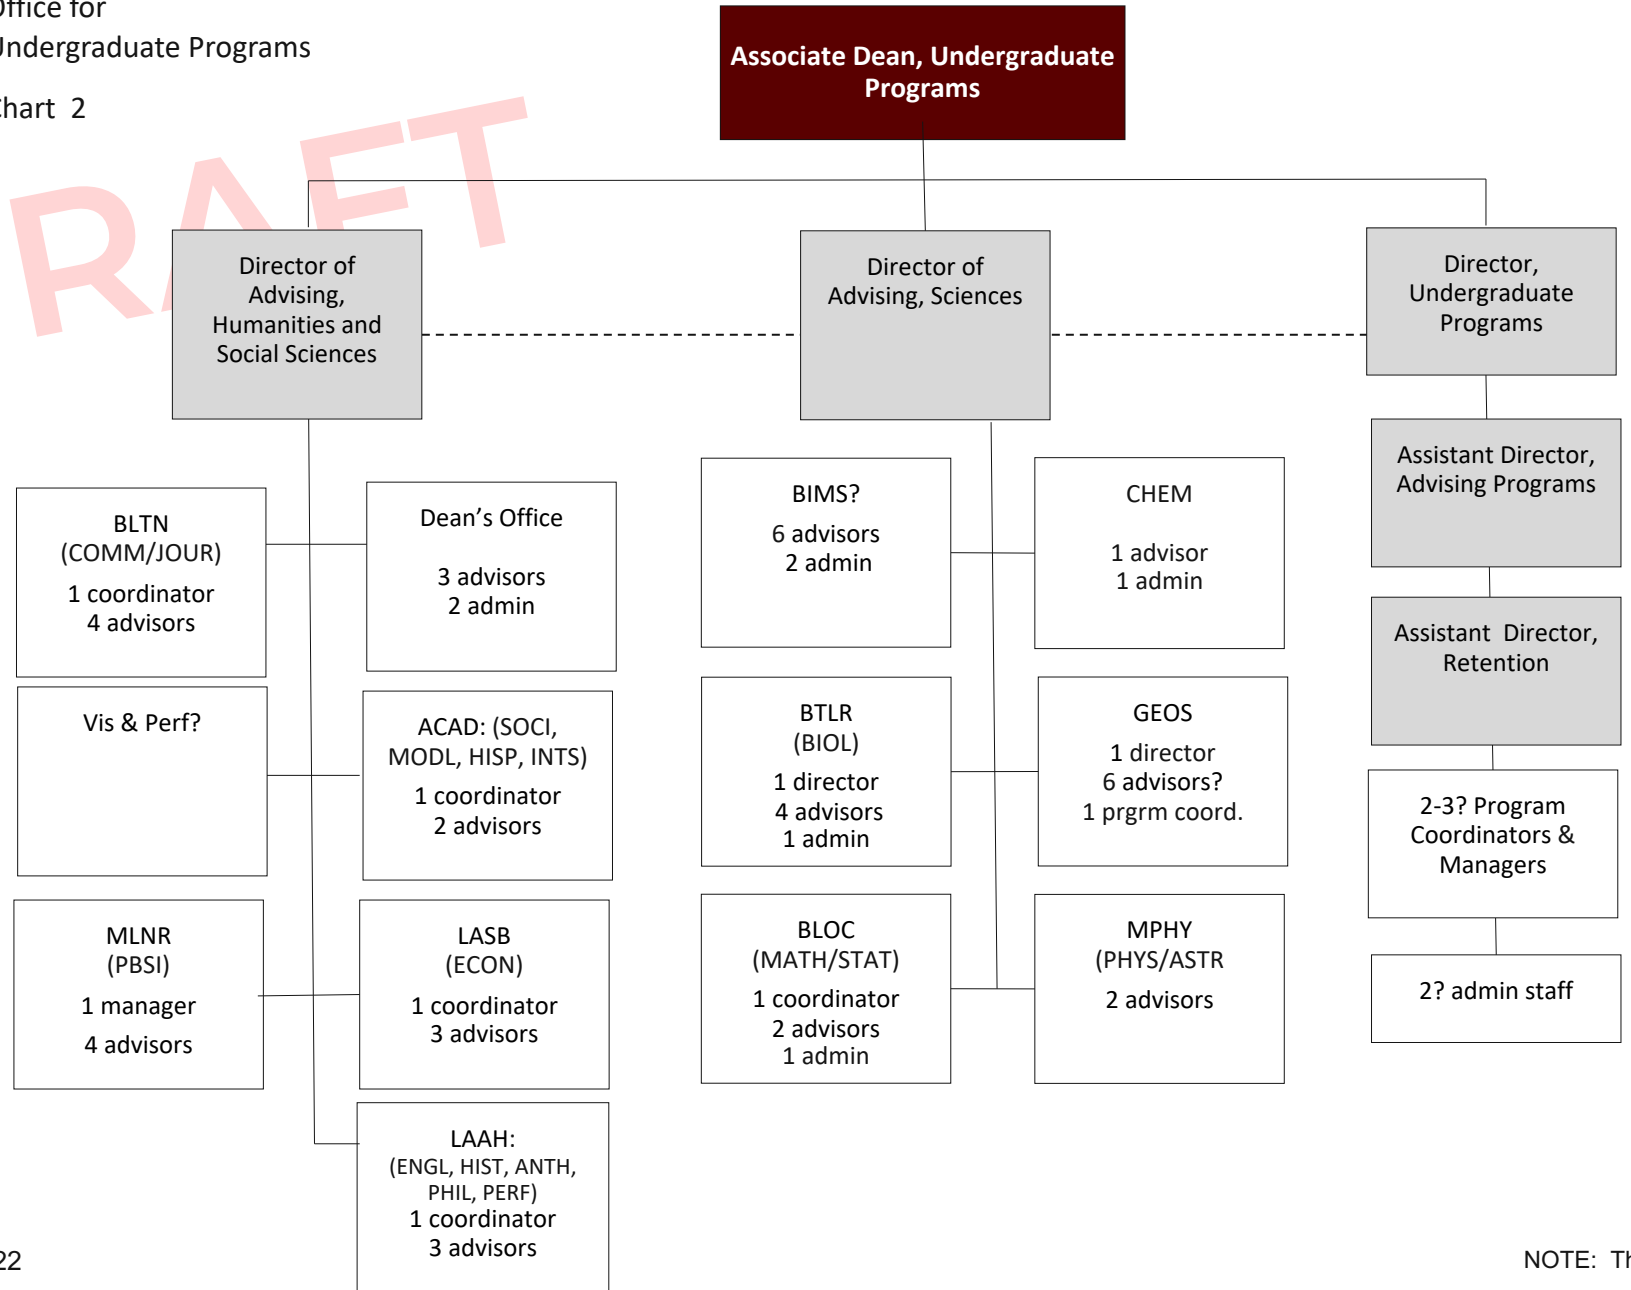 Office for
Undergraduate Programs
Chart 2
RAFT
Associate Dean, Undergraduate
Programs
Director of
Advising,
Humanities and
Social Sciences
Director of
Advising, Sciences
Director,
Undergraduate
Programs
Assistant Director,
Advising Programs
Assistant Director,
Retention
2-3? Program
Coordinators &
Managers
2? admin staff
BLTN
(COMM/JOUR)
1 coordinator
4 advisors
Dean’s Office
3 advisors
2 admin
Vis & Perf?
ACAD: (SOCI,
MODL, HISP, INTS)
1 coordinator
2 advisors
MLNR
(PBSI)
1 manager
4 advisors
LASB
(ECON)
1 coordinator
3 advisors
LAAH:
(ENGL, HIST, ANTH,
PHIL, PERF)
1 coordinator
3 advisors
BIMS?
6 advisors
2 admin
CHEM
1 advisor
1 admin
BTLR
(BIOL)
1 director
4 advisors
1 admin
GEOS
1 director
6 advisors?
1 prgrm coord.
BLOC
(MATH/STAT)
1 coordinator
2 advisors
1 admin
MPHY
(PHYS/ASTR
2 advisors
22
NOTE: Th